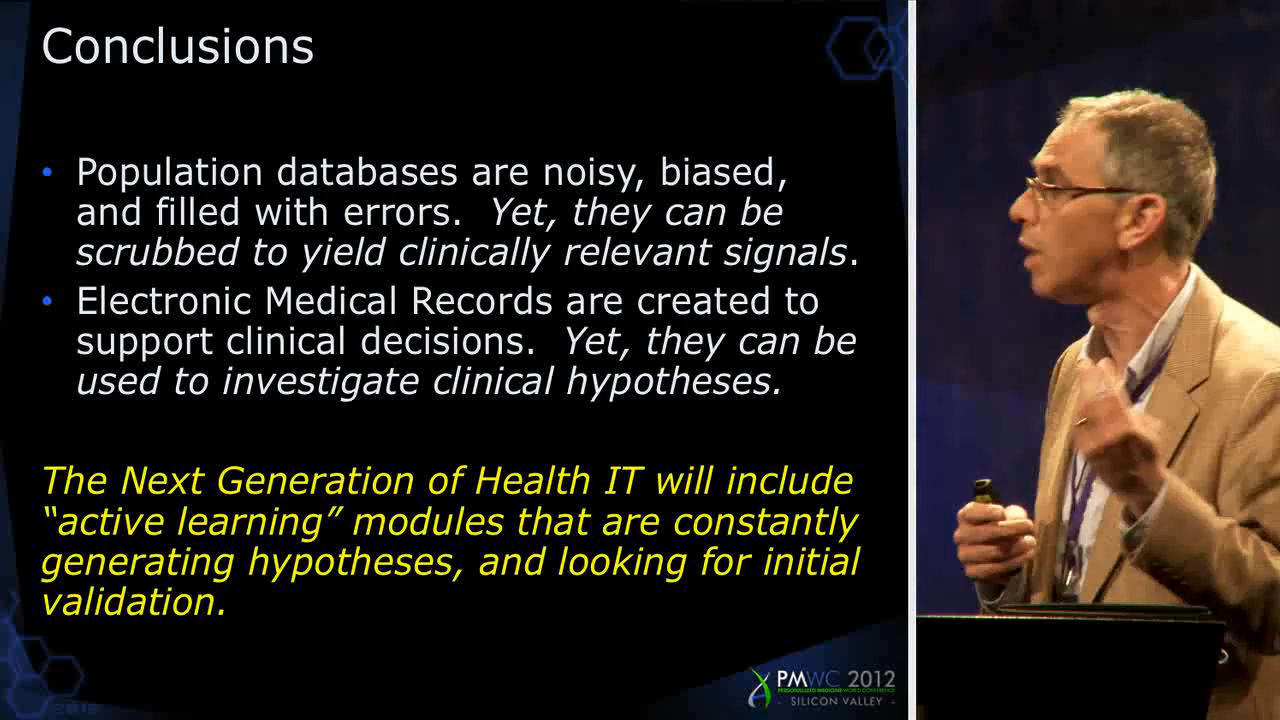 Conclusions
• Population databases are noisy, biased,
and filled with errors. Yet, they can be
scrubbed to yield clinically relevant signals.
• Electronic Medical Records are created to
support clinical decisions. Yet, they can be
used to investigate clinical hypotheses.
The Next Generation of Health IT will include
“active learning” modules that are constantly
generating hypotheses, and looking for initial
validation.
PMWC 2012
PERSONALIZED MEDICINE WORLD CONFERENCE
- SILICON VALLEY -